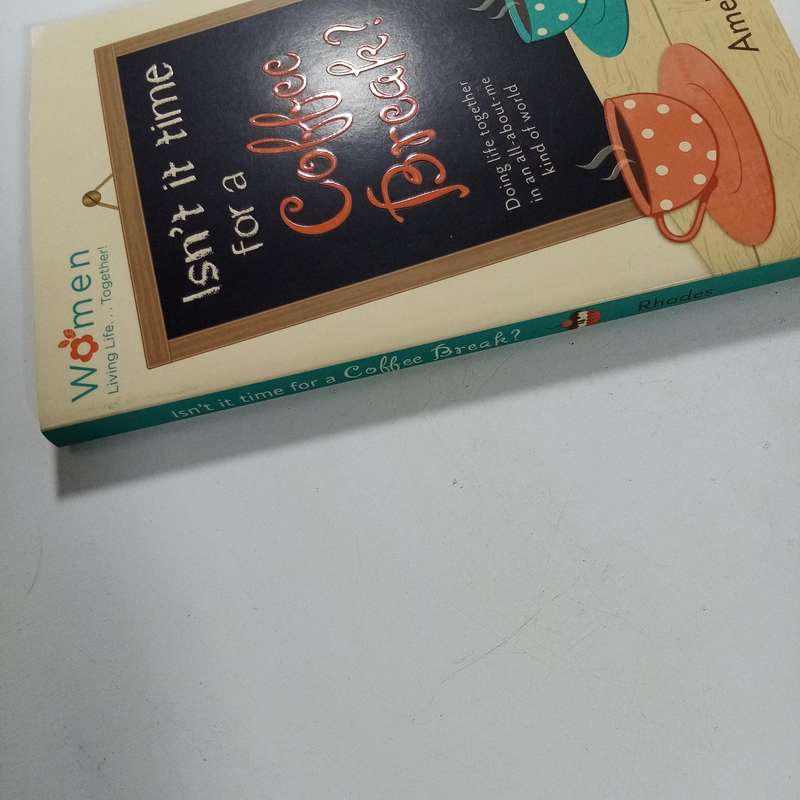 Women
Living Life... Together!
Isn't it time
for a
Coffee
Break?
Doing life together
in an all-about-me
kind of world
Ame
Isn't it time for a Coffee Break?
Rhodes